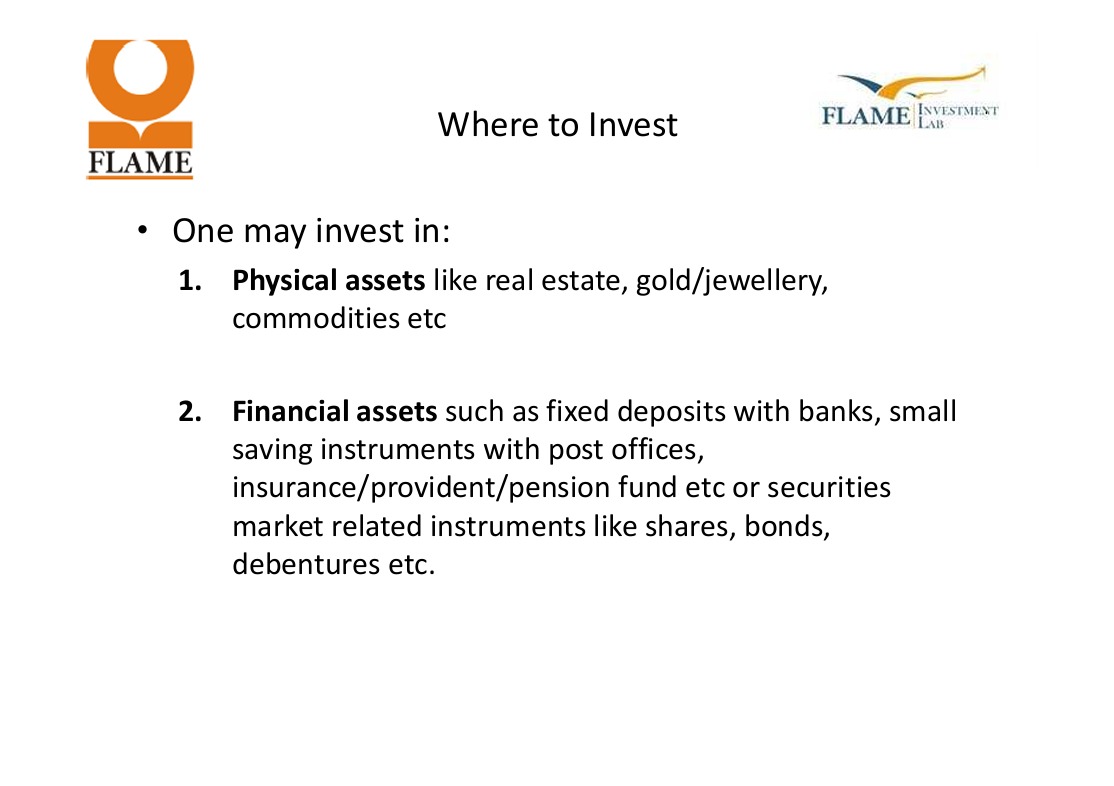 FLAME
Where to Invest
FLAME INVESTMENT
LAB
• One may invest in:
1. Physical assets like real estate, gold/jewellery,
commodities etc
2. Financial assets such as fixed deposits with banks, small
saving instruments with post offices,
insurance/provident/pension fund etc or securities
market related instruments like shares, bonds,
debentures etc.